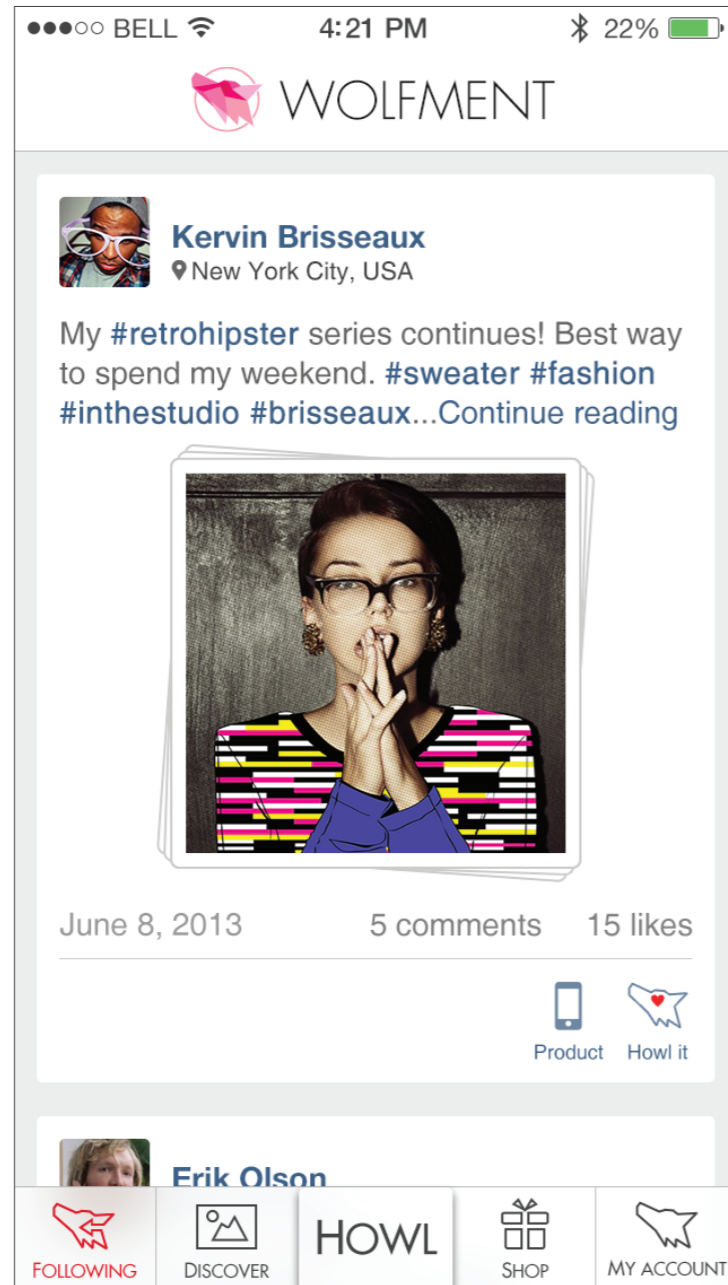 BELL 4:21 PM 22%
WOLFMENT
Kervin Brisseaux
New York City, USA
My #retrohipster series continues! Best way
to spend my weekend. #sweater #fashion
#inthestudio #brisseaux...Continue reading
June 8, 2013 5 comments 15 likes
Product Howl it
Erik Olson
FOLLOWING DISCOVER HOWL SHOP MY ACCOUNT